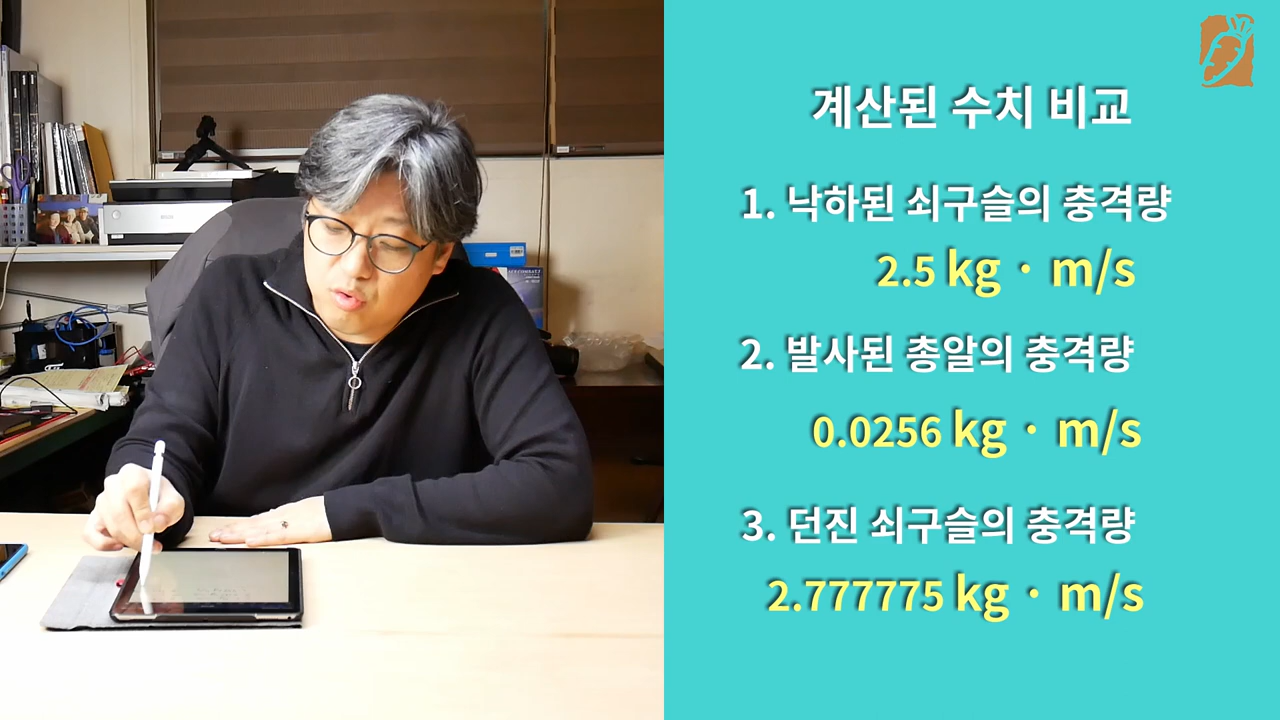 계산된 수치 비교
1. 낙하된 쇠구슬의 충격량
2.5 kg · m/s
2. 발사된 총알의 충격량
0.0256 kg · m/s
3. 던진 쇠구슬의 충격량
2.777775 kg · m/s